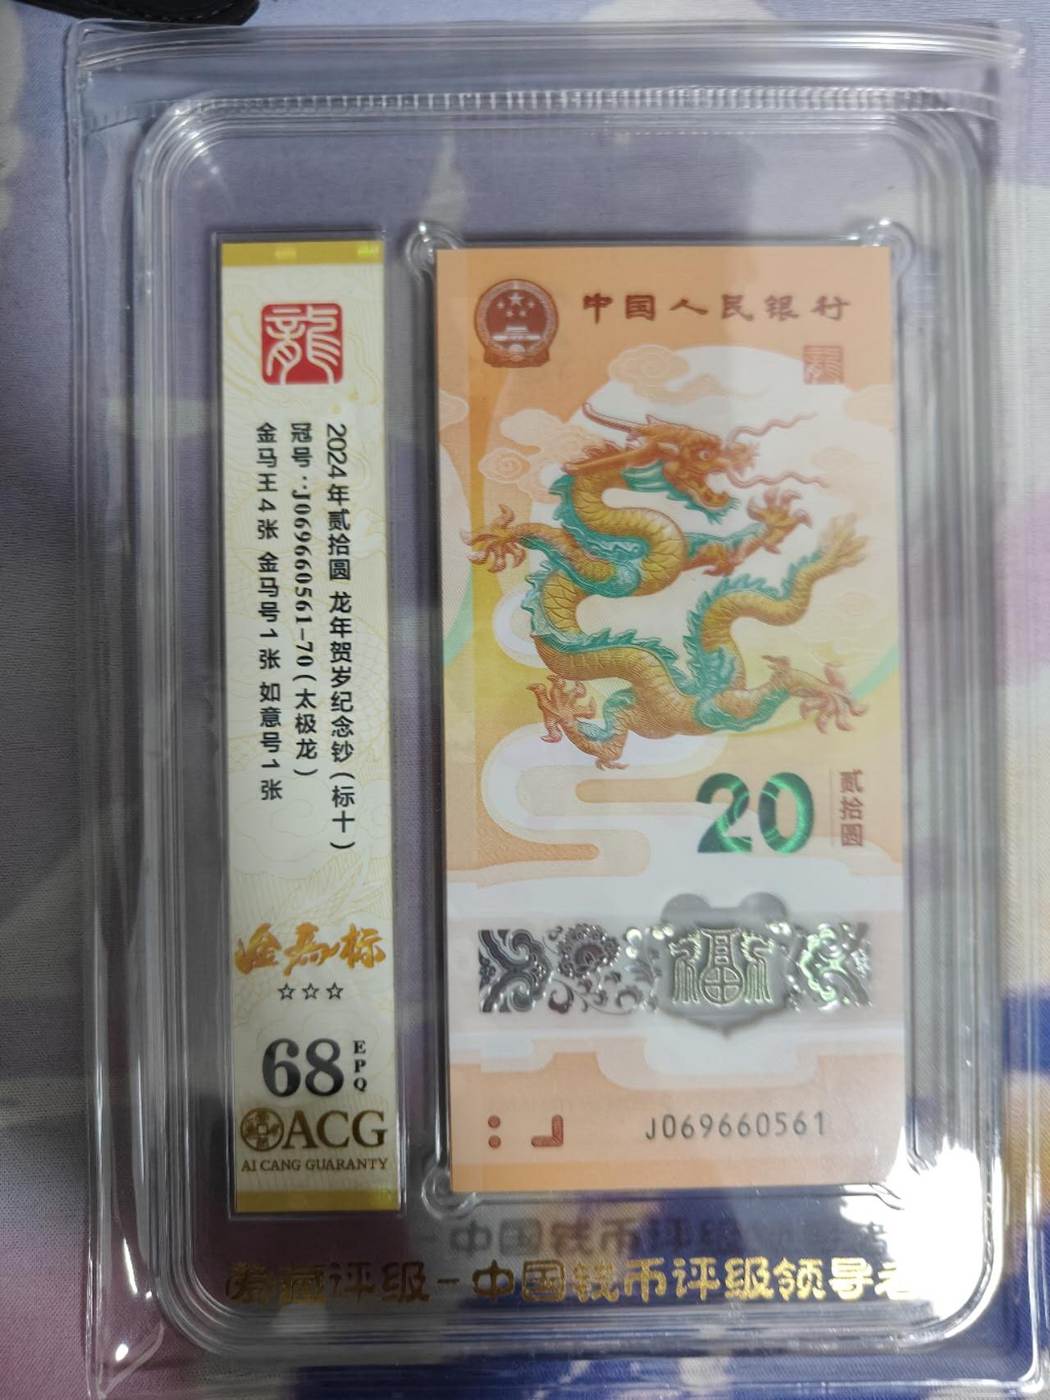 龍
2024年贰拾圆 龙年贺岁纪念钞(标十)
冠号:J069660561-70(太极龙)
金马王4张 金马号1张 如意号1张
金马标
☆☆☆
68 EPQ
ACG
AI CANG GUARANTY
中国人民银行
20
贰拾圆
J069660561
爱藏评级-中国钱币评级领导者